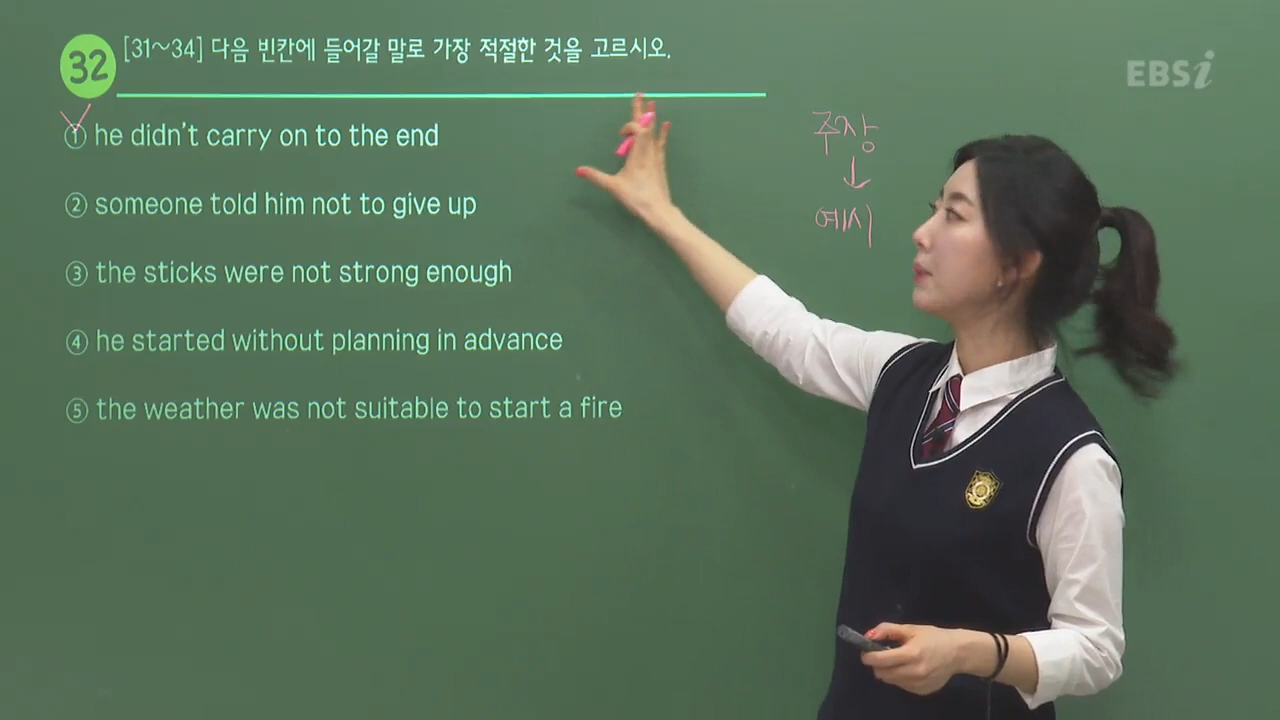 32
[31~34] 다음 빈칸에 들어갈 말로 가장 적절한 것을 고르시오.
EBSi
① he didn't carry on to the end
② someone told him not to give up
③ the sticks were not strong enough
④ he started without planning in advance
⑤ the weather was not suitable to start a fire
주장
↓
예시